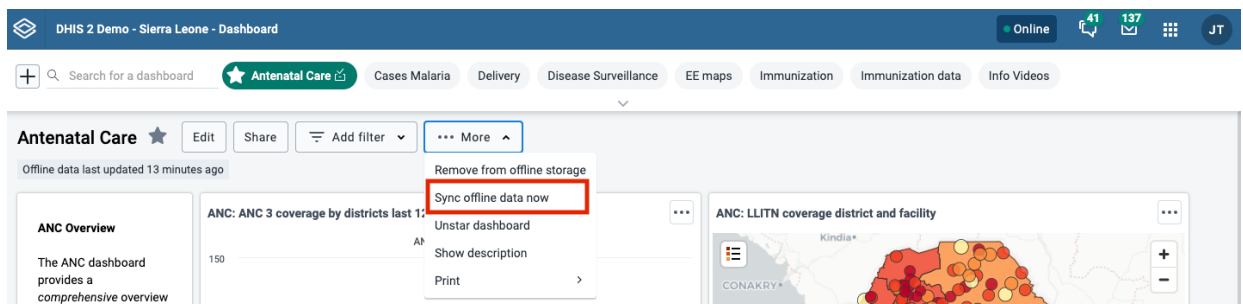 DHIS 2 Demo - Sierra Leone - Dashboard
Online
41
137
JT
Search for a dashboard
Antenatal Care
Cases Malaria
Delivery
Disease Surveillance
EE maps
Immunization
Immunization data
Info Videos
Antenatal Care
Edit
Share
Add filter
More
Offline data last updated 13 minutes ago
Remove from offline storage
Sync offline data now
Unstar dashboard
Show description
Print
ANC Overview
The ANC dashboard
provides a
comprehensive overview
ANC: ANC 3 coverage by districts last 12
150
ANC: LLITN coverage district and facility
Kindia
CONAKRY